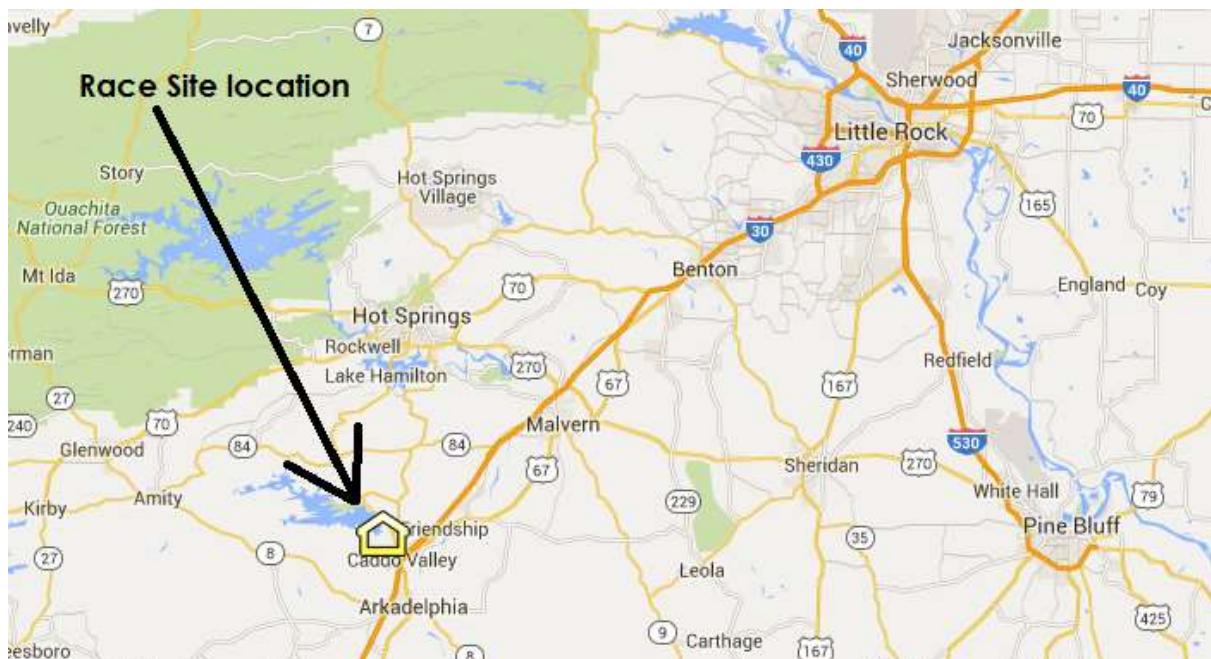 7
40
Jacksonville
Race Site location
Sherwood
40
70
Little Rock
430
Story
Hot Springs
Village
165
Ouachita
National Forest
30
Mt Ida
Benton
270
70
England
Coy
Hot Springs
Rockwell
Redfield
270
Lake Hamilton
67
167
27
240
70
Malvern
Glenwood
84
84
530
67
Sheridan
270
Amity
229
White Hall
79
Kirby
Pine Bluff
Friendship
35
8
Caddo Valley
27
Leola
Arkadelphia
425
9
Carthage
167
8